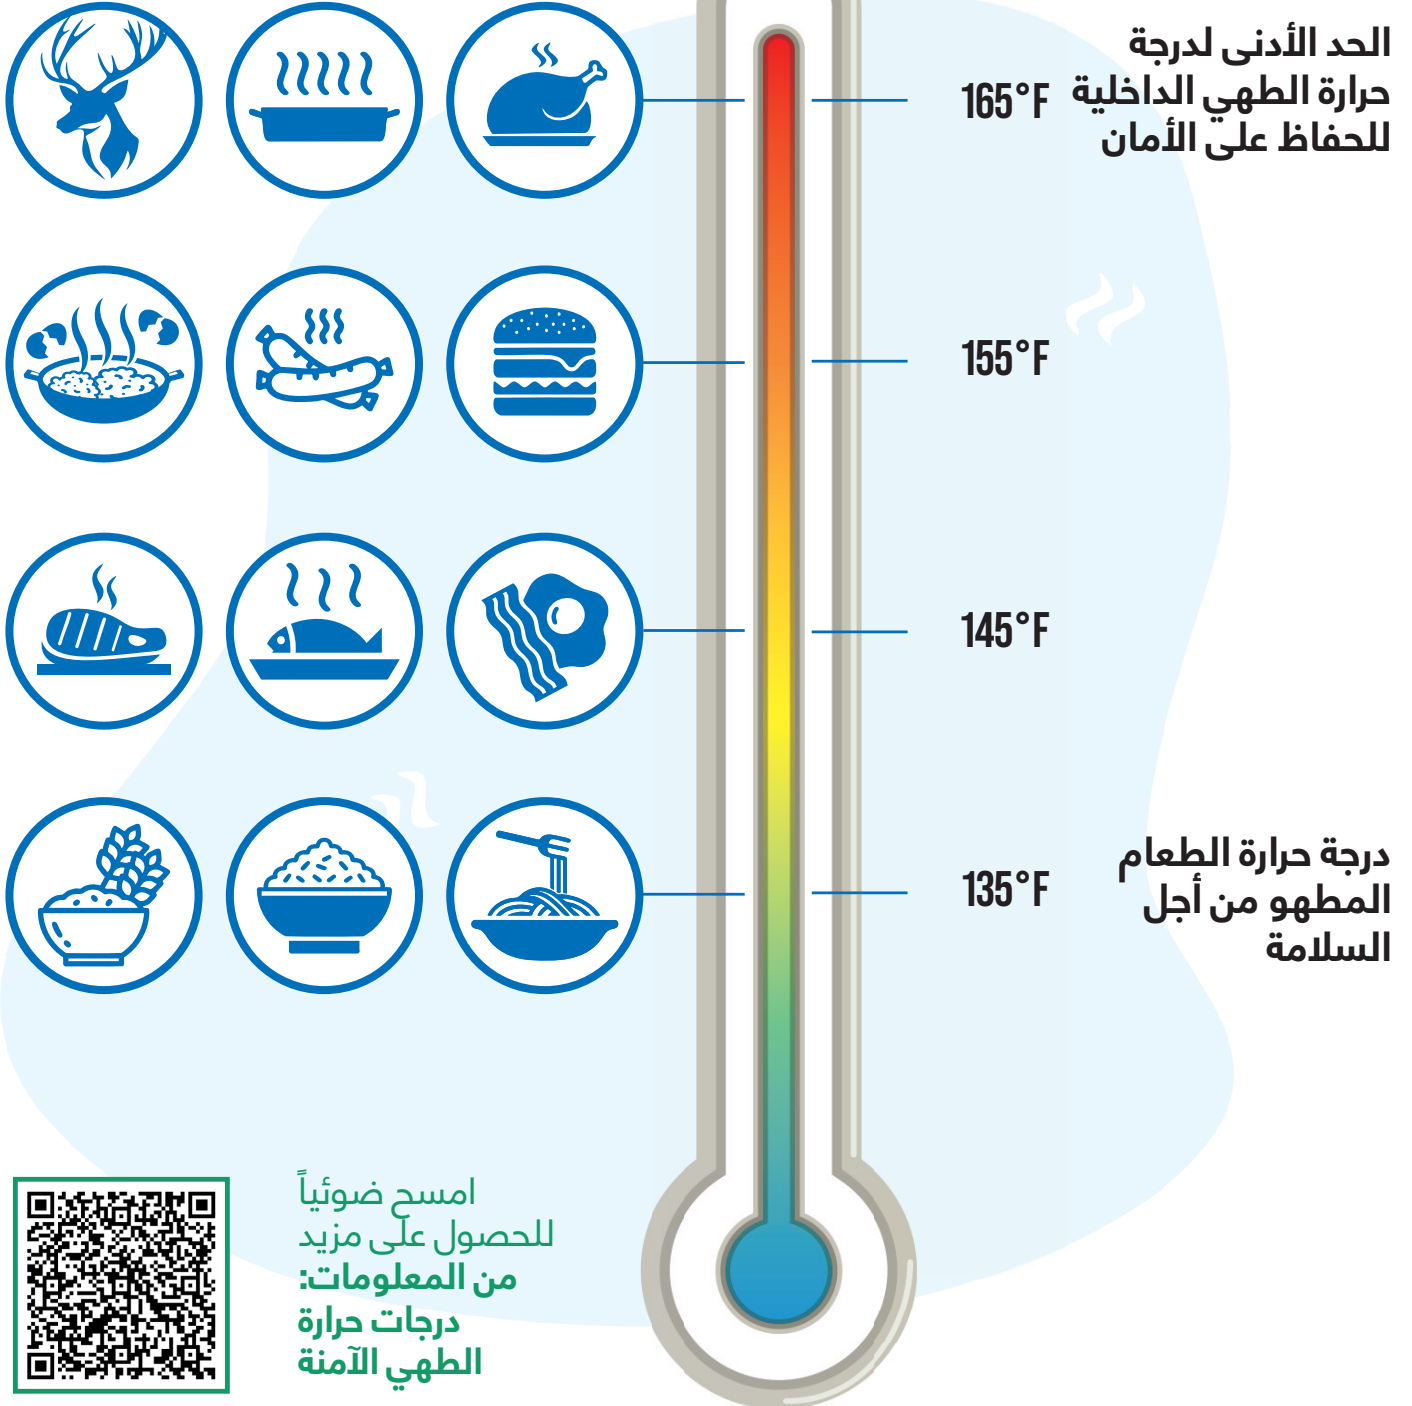 الحد الأدنى لدرجة
حرارة الطهي الداخلية
للحفاظ على الأمان
165°F
155°F
145°F
135°F
درجة حرارة الطعام
المطهو من أجل
السلامة
امسح ضوئياً
للحصول على مزيد
من المعلومات:
درجات حرارة
الطهي الآمنة